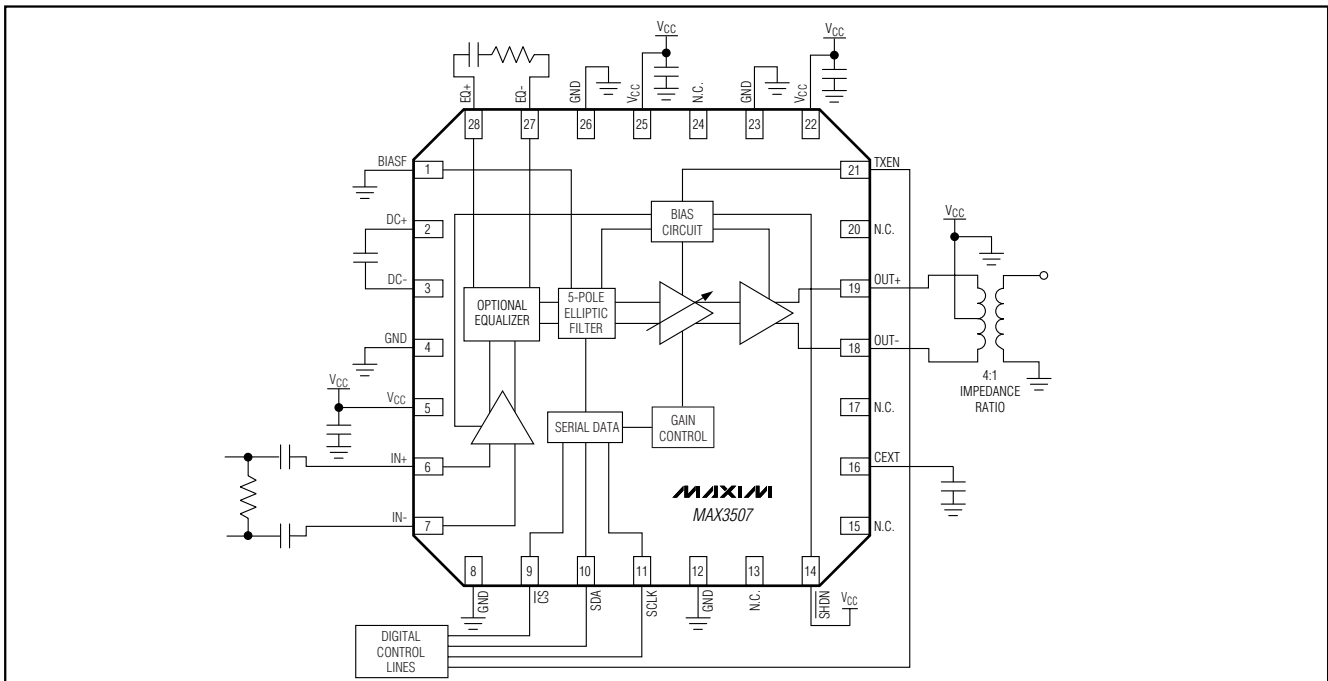 VCC
VCC
EQ+
EQ-
GND
VCC
N.C.
GND
VCC
28
27
26
25
24
23
22
BIASF
1
21
TXEN
DC+
2
BIAS
CIRCUIT
20
N.C.
VCC
DC-
3
OPTIONAL
EQUALIZER
5-POLE
ELLIPTIC
FILTER
19
OUT+
GND
4
18
OUT-
4:1
IMPEDANCE
RATIO
VCC
VCC
5
SERIAL DATA
GAIN
CONTROL
17
N.C.
IN+
6
16
CEXT
MAXIM
MAX3507
IN-
7
15
N.C.
8
9
10
11
12
13
14
GND
CS
SDA
SCLK
GND
N.C.
SHDN
VCC
DIGITAL
CONTROL
LINES